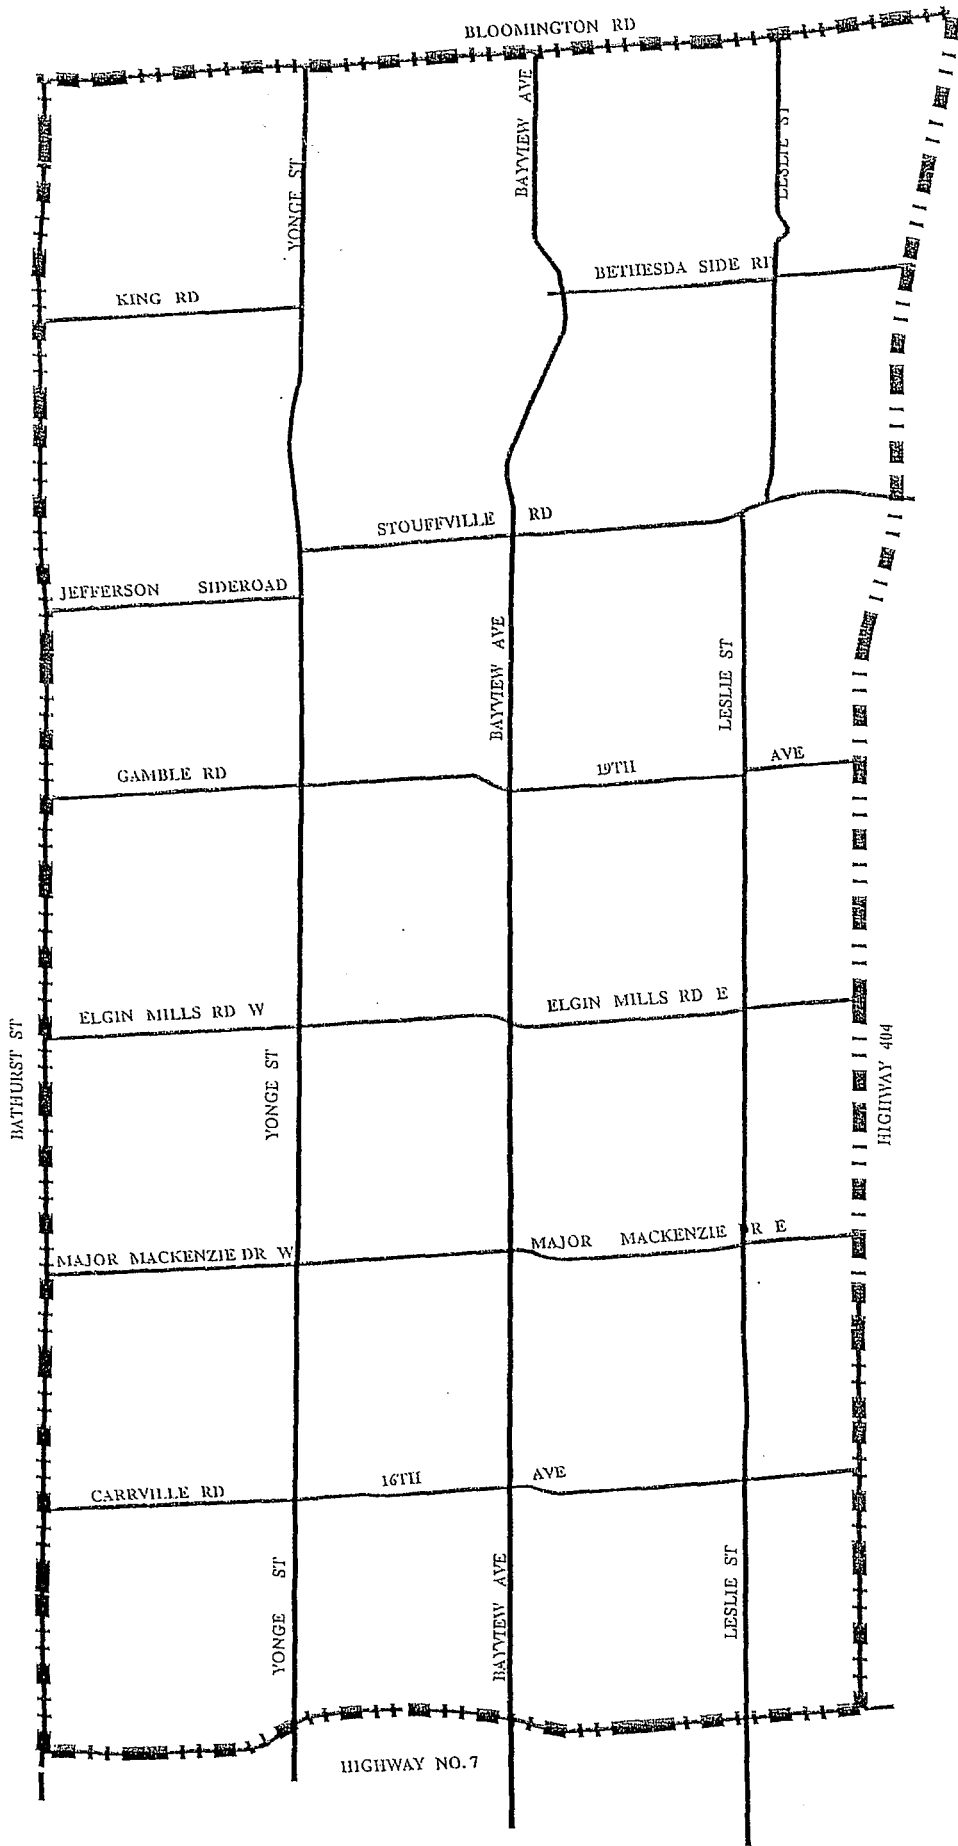 BLOOMINGTON RD
YONGE ST
BAYVIEW AVE
LESLIE ST
KING RD
BETHESDA SIDE RD
STOUFFVILLE RD
JEFFERSON SIDEROAD
BAYVIEW AVE
LESLIE ST
GAMBLE RD
19TH AVE
ELGIN MILLS RD W
ELGIN MILLS RD E
BATHURST ST
YONGE ST
HIGHWAY 404
MAJOR MACKENZIE DR W
MAJOR MACKENZIE DR E
CARRVILLE RD
16TH AVE
YONGE ST
BAYVIEW AVE
LESLIE ST
HIGHWAY NO. 7